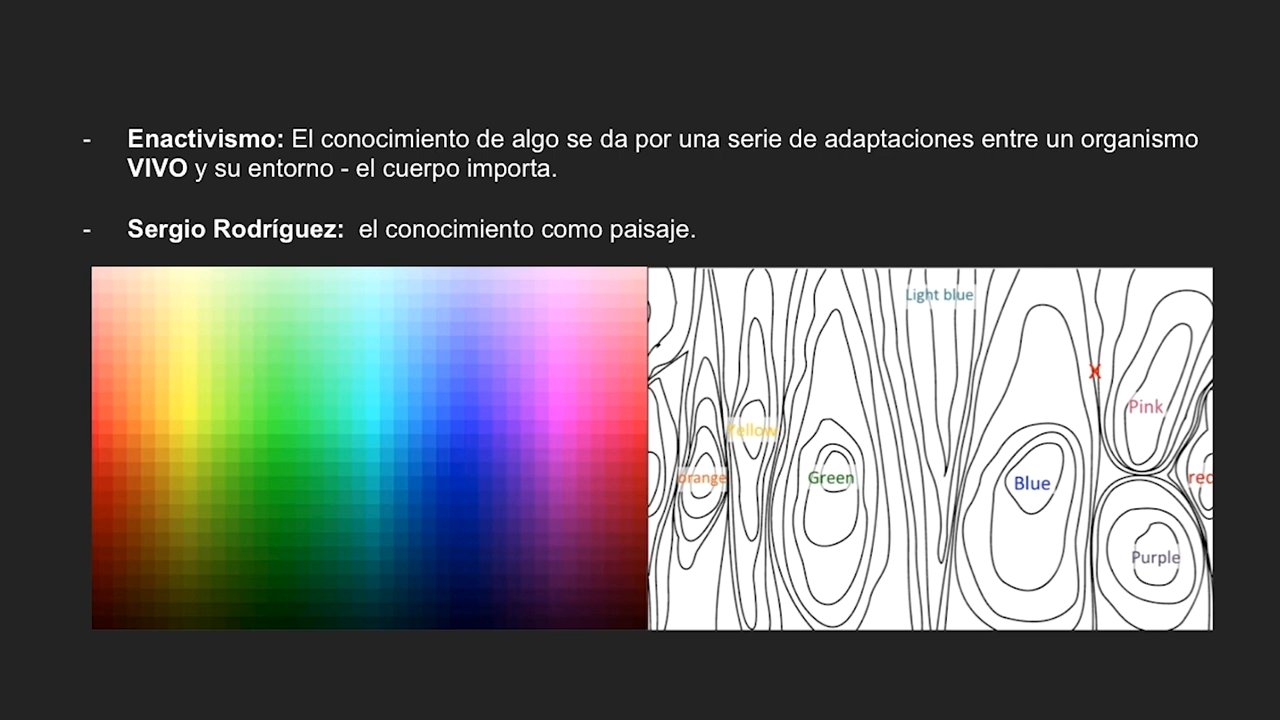 - Enactivismo: El conocimiento de algo se da por una serie de adaptaciones entre un organismo
VIVO y su entorno - el cuerpo importa.
- Sergio Rodríguez: el conocimiento como paisaje.
Light blue
X
Pink
Yellow
orange
Green
Blue
red
Purple